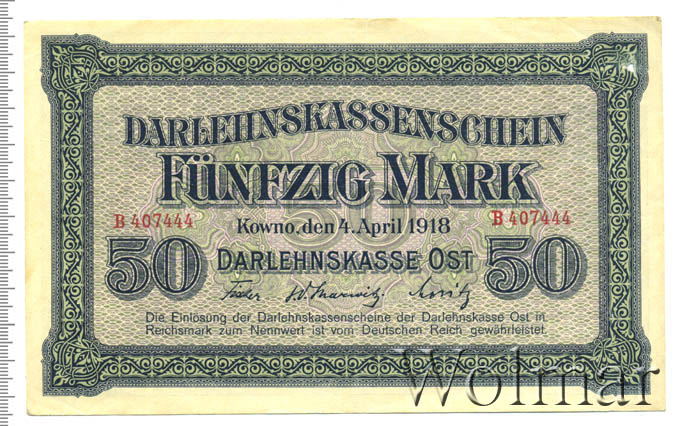 DARLEHNSKASSENSCHEIN
FÜNFZIG MARK
B 407444 B 407444
Kowno, den 4. April 1918
50 DARLEHNSKASSE OST 50
Die Einlösung der Darlehnskassenscheine der Darlehnskasse Ost in
Reichsmark zum Nennwert ist vom Deutschen Reich gewährleistet.
Wolmar